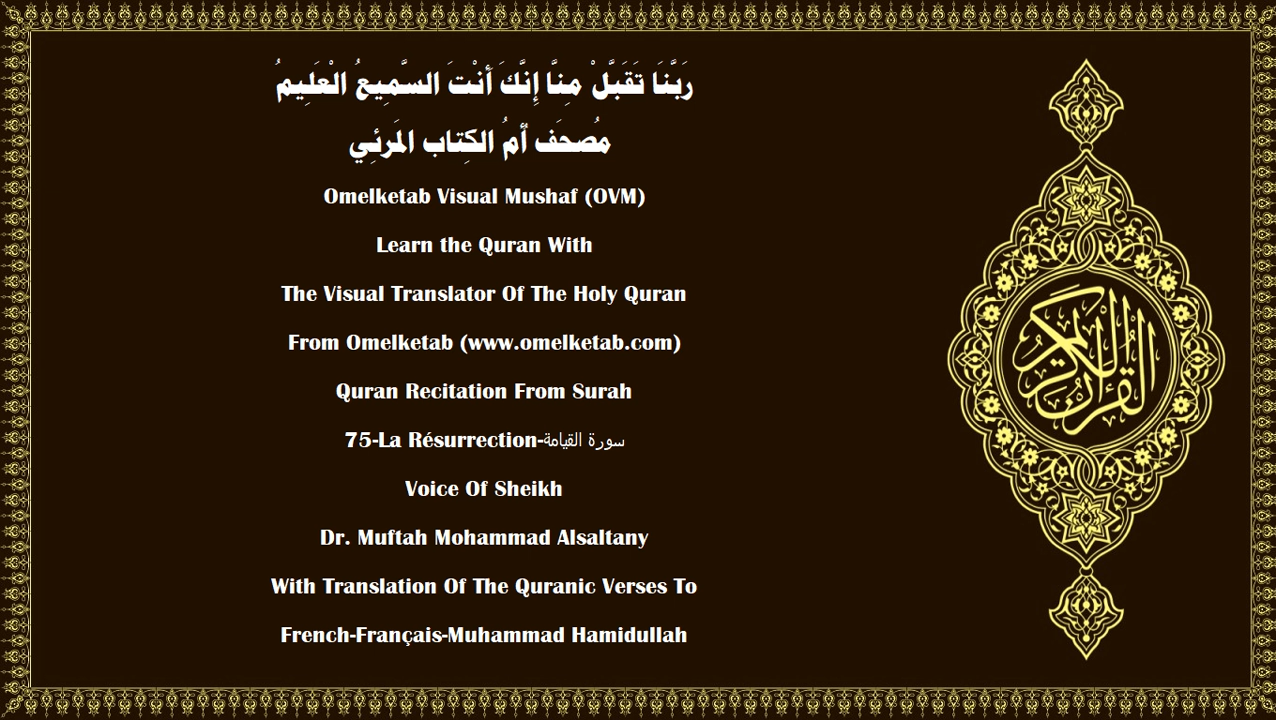 رَبَّنَا تَقَبَّلْ مِنَّا إِنَّكَ أَنْتَ السَّمِيعُ الْعَلِيمُ
مُصحَف أمُ الكِتاب المَرئِي
Omelketab Visual Mushaf (OVM)
Learn the Quran With
The Visual Translator Of The Holy Quran
From Omelketab (www.omelketab.com)
Quran Recitation From Surah
75-La Résurrection-سورة القيامة
Voice Of Sheikh
Dr. Muftah Mohammad Alsaltany
With Translation Of The Quranic Verses To
French-Français-Muhammad Hamidullah
القرآن الكريم